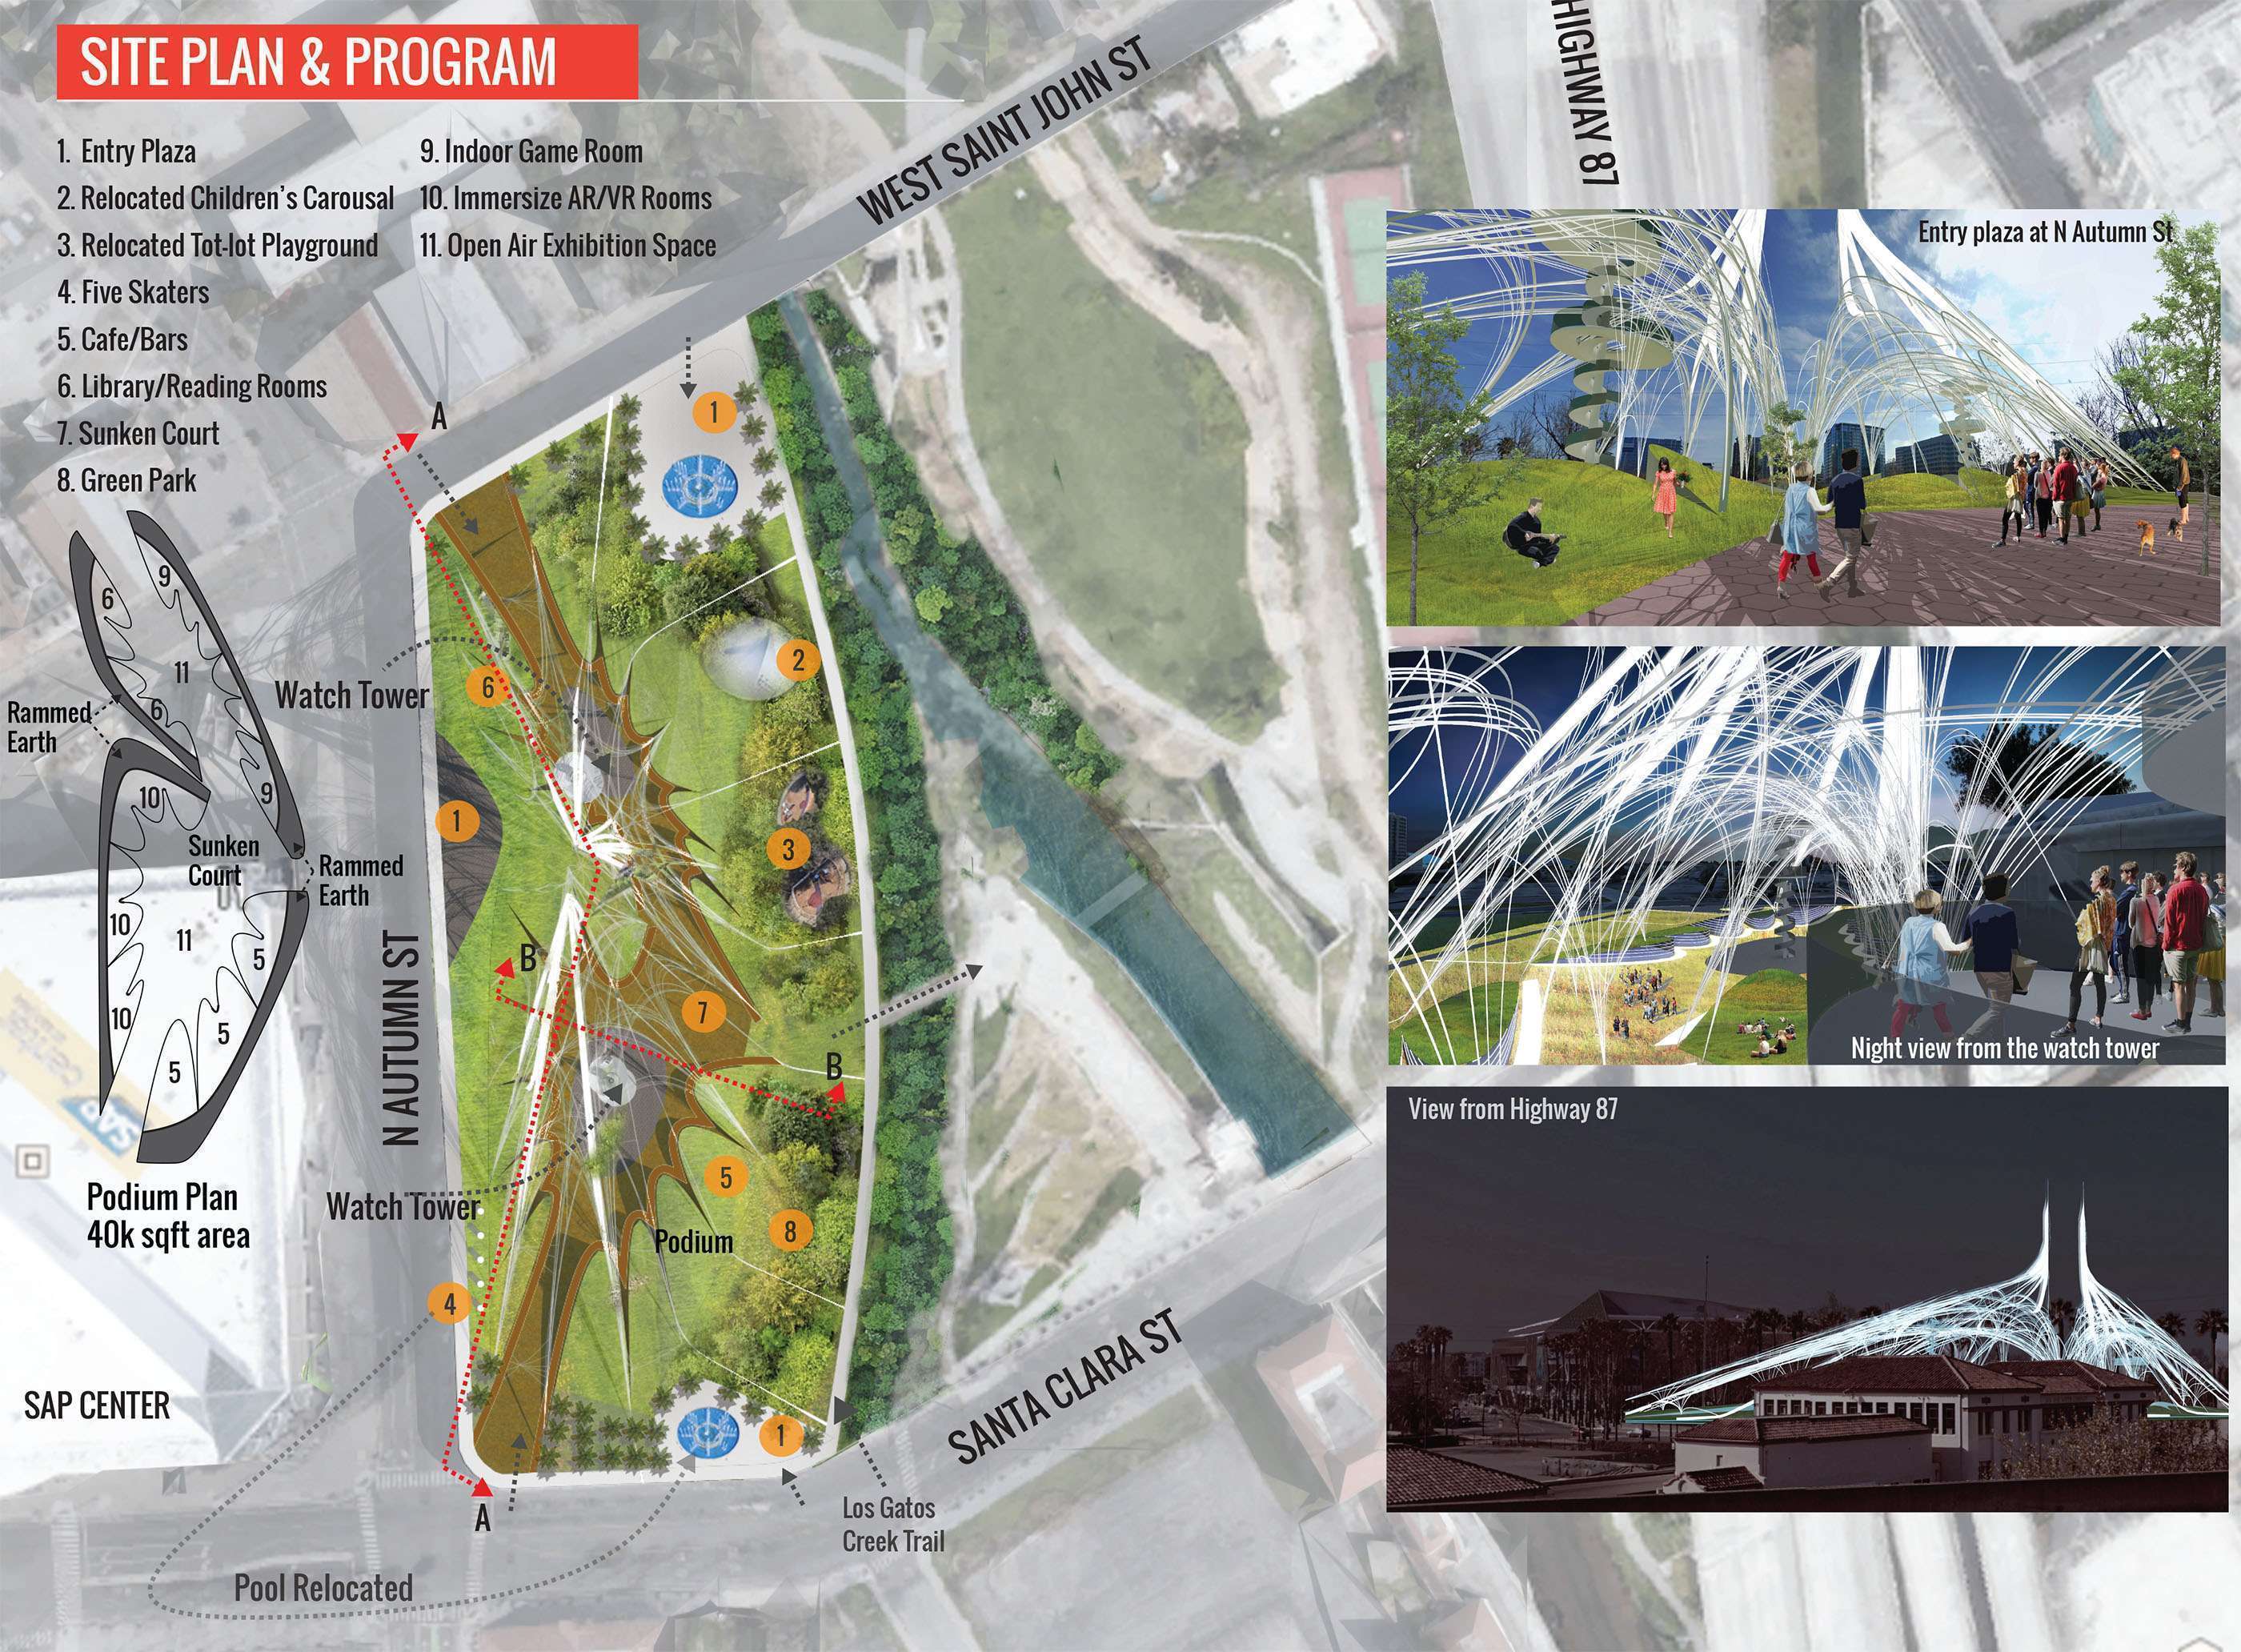 SITE PLAN & PROGRAM
1. Entry Plaza
2. Relocated Children's Carousal
3. Relocated Tot-lot Playground
4. Five Skaters
5. Cafe/Bars
6. Library/Reading Rooms
7. Sunken Court
8. Green Park
9. Indoor Game Room
10. Immersize AR/VR Rooms
11. Open Air Exhibition Space
WEST SAINT JOHN ST
HIGHWAY 87
Entry plaza at N Autumn St
A
1
9
6
11
6
2
6
Watch Tower
Rammed
Earth
10
9
1
3
Sunken
Court
Rammed
Earth
10
11
5
B
N AUTUMN ST
7
10
5
5
B
Night view from the watch tower
View from Highway 87
Podium Plan
40k sqft area
Watch Tower
5
8
Podium
4
SAP
SAP CENTER
SANTA CLARA ST
1
A
Los Gatos
Creek Trail
Pool Relocated